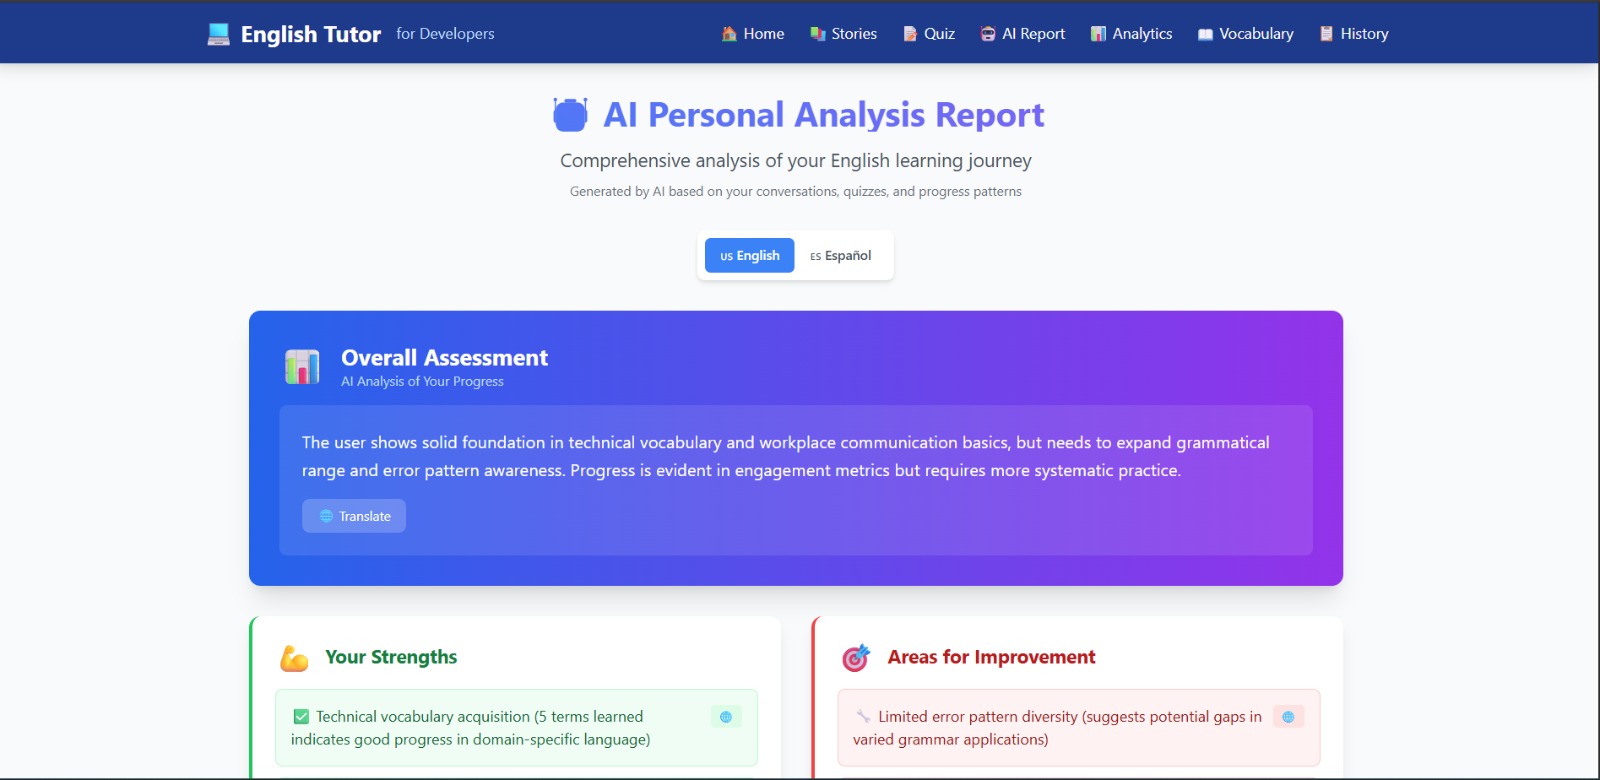 English Tutor for Developers
Home Stories Quiz AI Report Analytics Vocabulary History
AI Personal Analysis Report
Comprehensive analysis of your English learning journey
Generated by AI based on your conversations, quizzes, and progress patterns
US English ES Español
Overall Assessment
AI Analysis of Your Progress
The user shows solid foundation in technical vocabulary and workplace communication basics, but needs to expand grammatical
range and error pattern awareness. Progress is evident in engagement metrics but requires more systematic practice.
Translate
Your Strengths
Technical vocabulary acquisition (5 terms learned
indicates good progress in domain-specific language)
Areas for Improvement
Limited error pattern diversity (suggests potential gaps in
varied grammar applications)